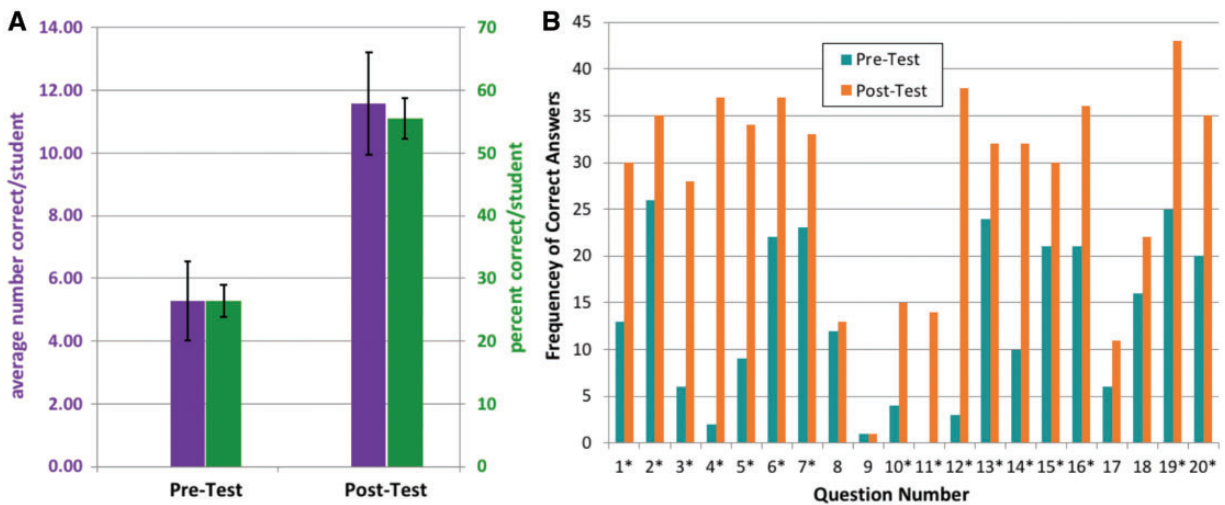 A
average number correct/student
14.00
12.00
10.00
8.00
6.00
4.00
2.00
0.00
70
60
50
40
30
20
10
0
percent correct/student
Pre-Test
Post-Test
B
Frequencey of Correct Answers
45
40
35
30
25
20
15
10
5
0
Pre-Test
Post-Test
1* 2* 3* 4* 5* 6* 7* 8 9 10* 11* 12* 13* 14* 15* 16* 17 18 19* 20*
Question Number